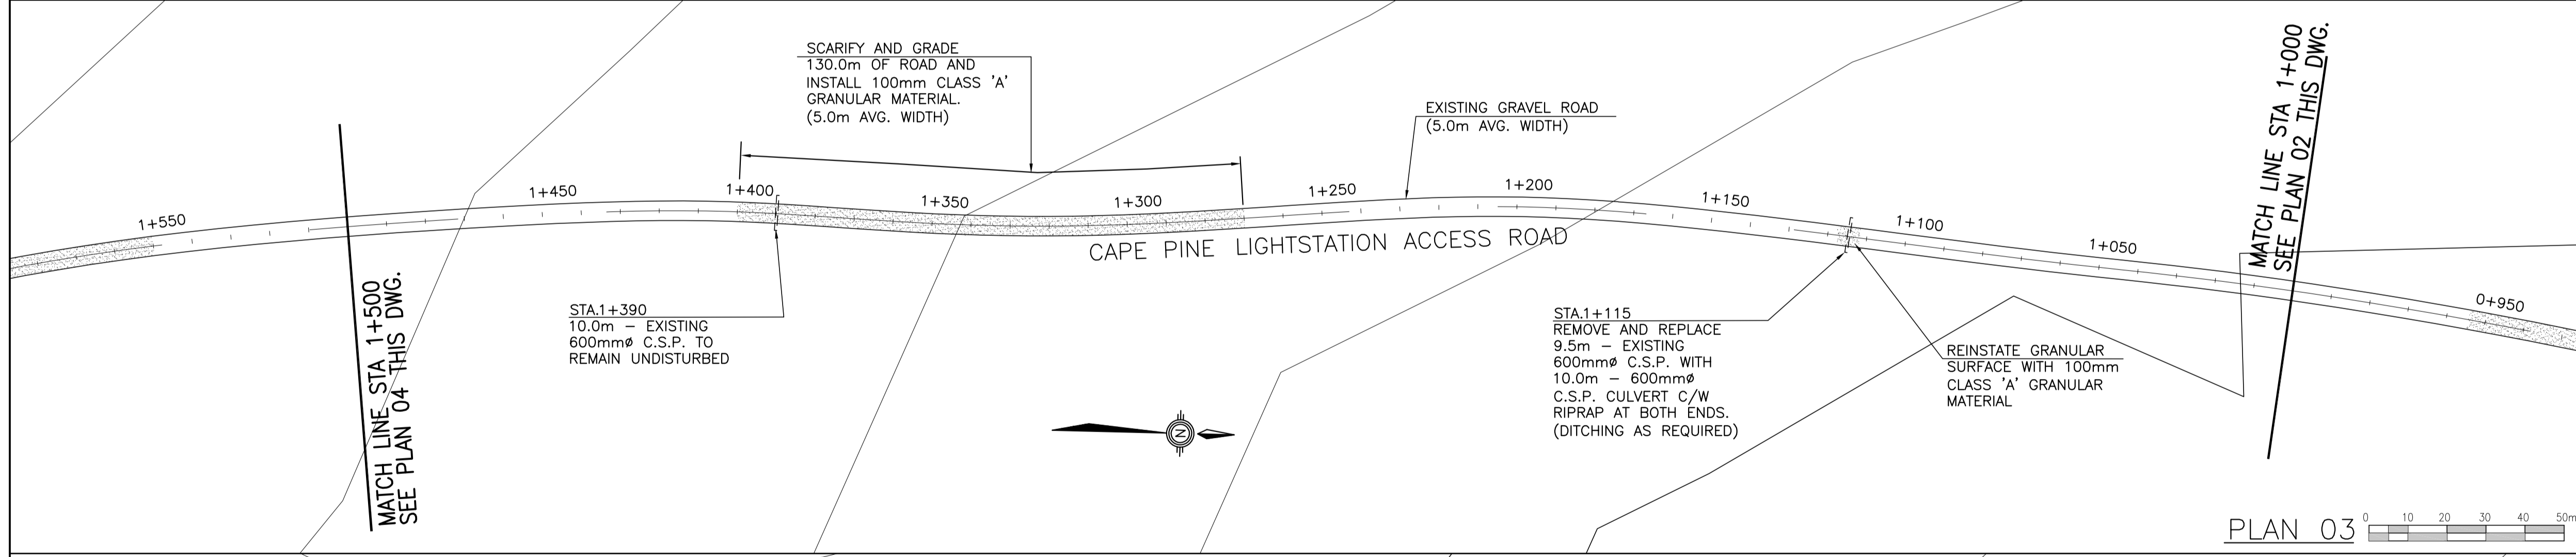 SCARIFY AND GRADE
130.0m OF ROAD AND
INSTALL 100mm CLASS 'A'
GRANULAR MATERIAL.
(5.0m AVG. WIDTH)
EXISTING GRAVEL ROAD
(5.0m AVG. WIDTH)
MATCH LINE STA 1+000
SEE PLAN 02 THIS DWG.
1+550
1+450
1+400
1+350
1+300
1+250
1+200
1+150
1+100
1+050
0+950
CAPE PINE LIGHTSTATION ACCESS ROAD
MATCH LINE STA 1+500
SEE PLAN 04 THIS DWG.
STA.1+390
10.0m - EXISTING
600mmø C.S.P. TO
REMAIN UNDISTURBED
STA.1+115
REMOVE AND REPLACE
9.5m - EXISTING
600mmø C.S.P. WITH
10.0m - 600mmø
C.S.P. CULVERT C/W
RIPRAP AT BOTH ENDS.
(DITCHING AS REQUIRED)
REINSTATE GRANULAR
SURFACE WITH 100mm
CLASS 'A' GRANULAR
MATERIAL
N
PLAN 03
0 10 20 30 40 50m